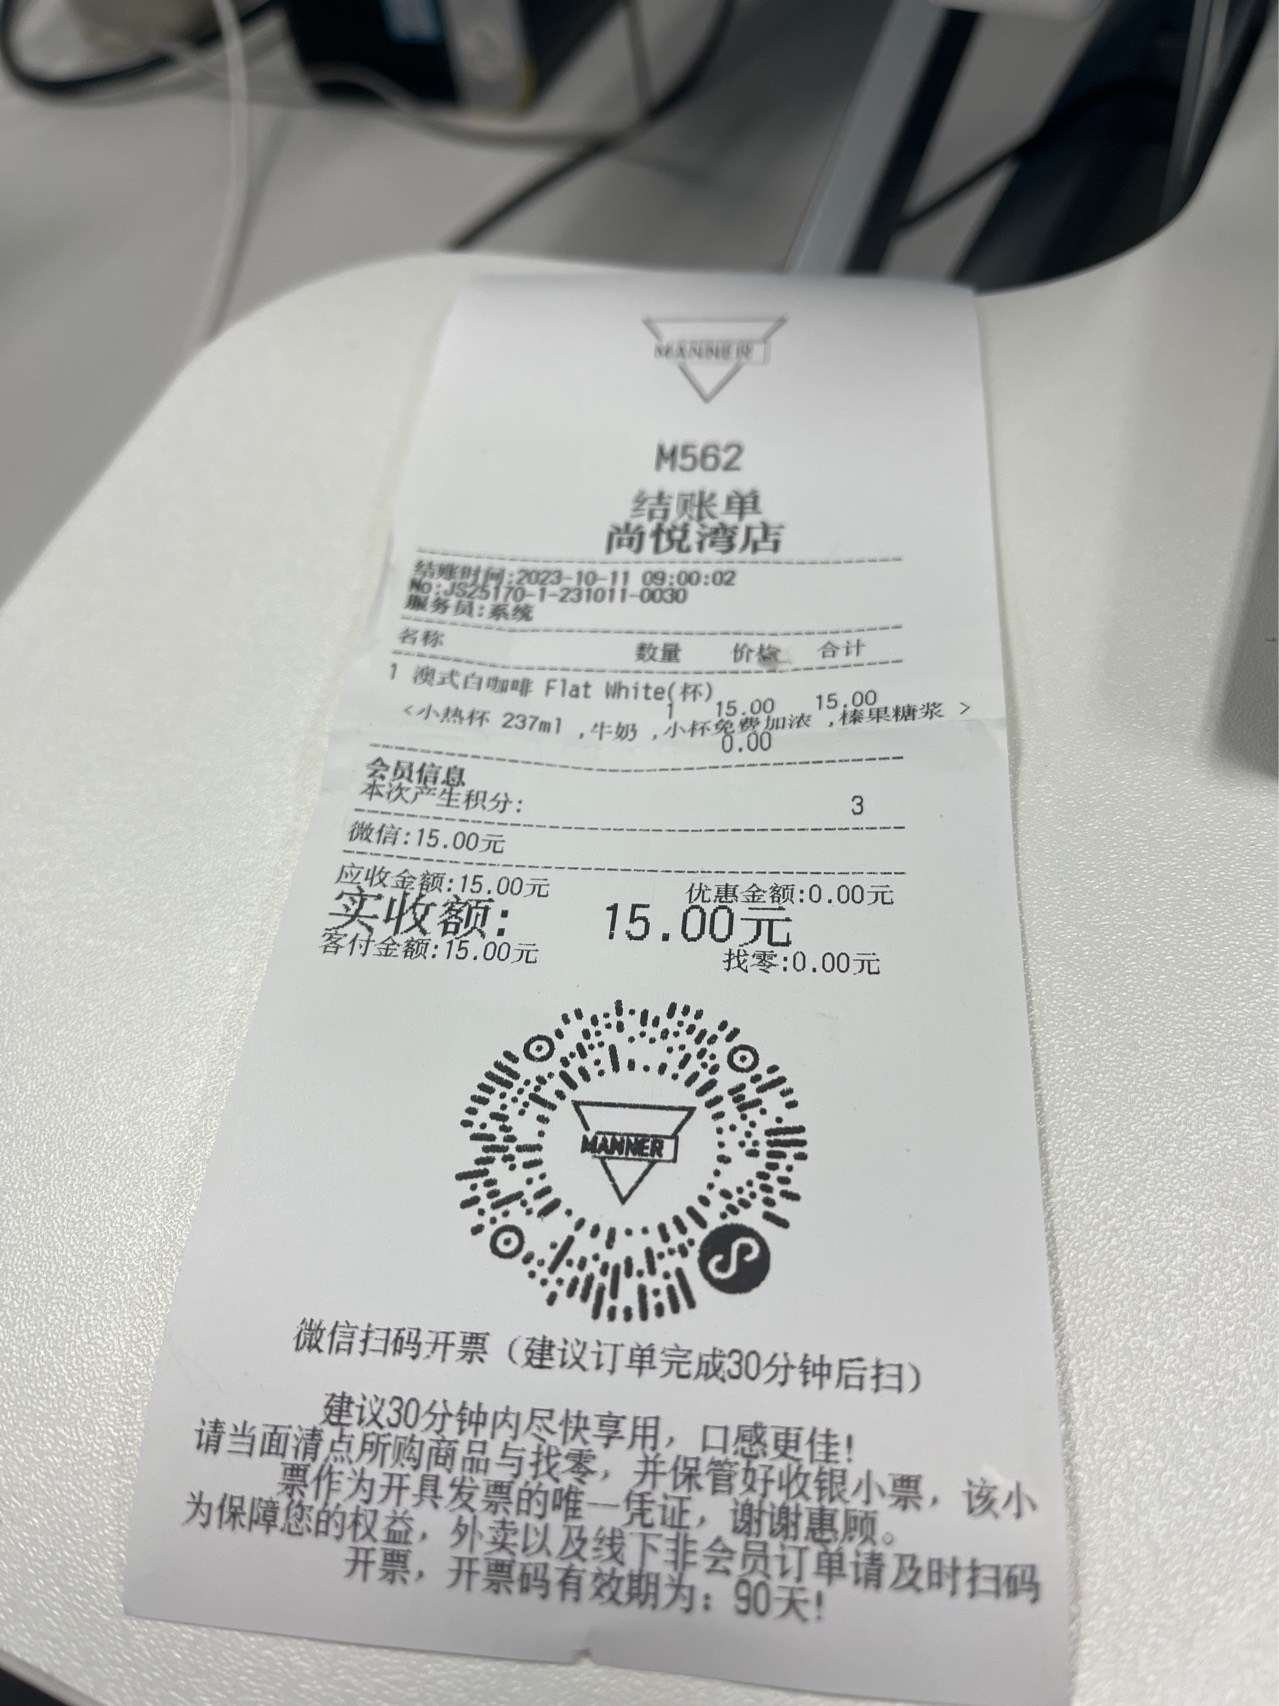 MANNER
M562
结账单
尚悦湾店
结账时间:2023-10-11 09:00:02
No:JS25170-1-231011-0030
服务员:系统
名称 数量 价格 合计
1 澳式白咖啡 Flat White(杯)
1 15.00 15.00
<小热杯 237ml ,牛奶 ,小杯免费加浓 ,榛果糖浆 >
0.00
会员信息
本次产生积分: 3
微信:15.00元
应收金额:15.00元 优惠金额:0.00元
实收额: 15.00元
客付金额:15.00元 找零:0.00元
MANNER
微信扫码开票（建议订单完成30分钟后扫）
建议30分钟内尽快享用，口感更佳!
请当面清点所购商品与找零，并保管好收银小票，该小
票作为开具发票的唯一凭证，谢谢惠顾。
为保障您的权益，外卖以及线下非会员订单请及时扫码
开票，开票码有效期为：90天!